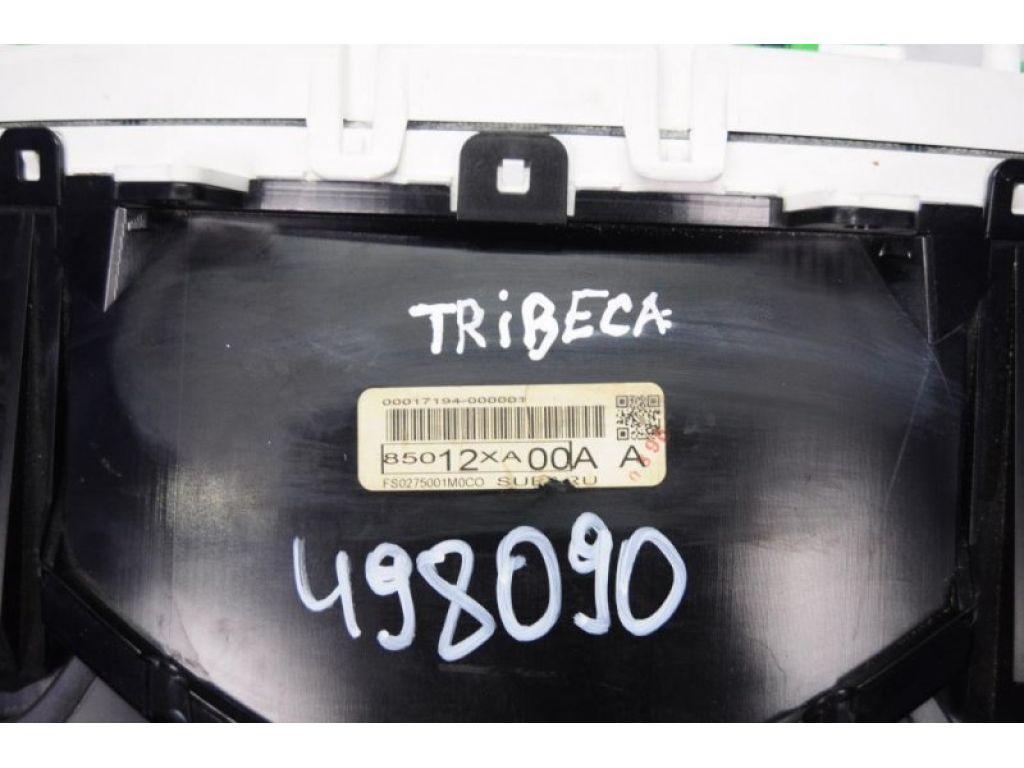 TRiBECA
00017194-000001
85012XA00A A
FS0275001M0CO SUBARU
498090